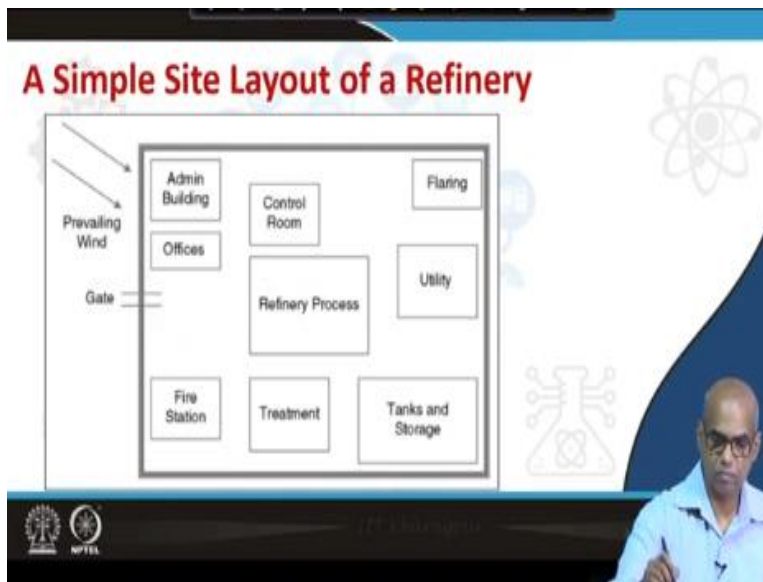 A Simple Site Layout of a Refinery
Admin
Building
Flaring
Control
Room
Prevailing
Wind
Offices
Utility
Gate
Refinery Process
Fire
Station
Treatment
Tanks and
Storage
NPTEL